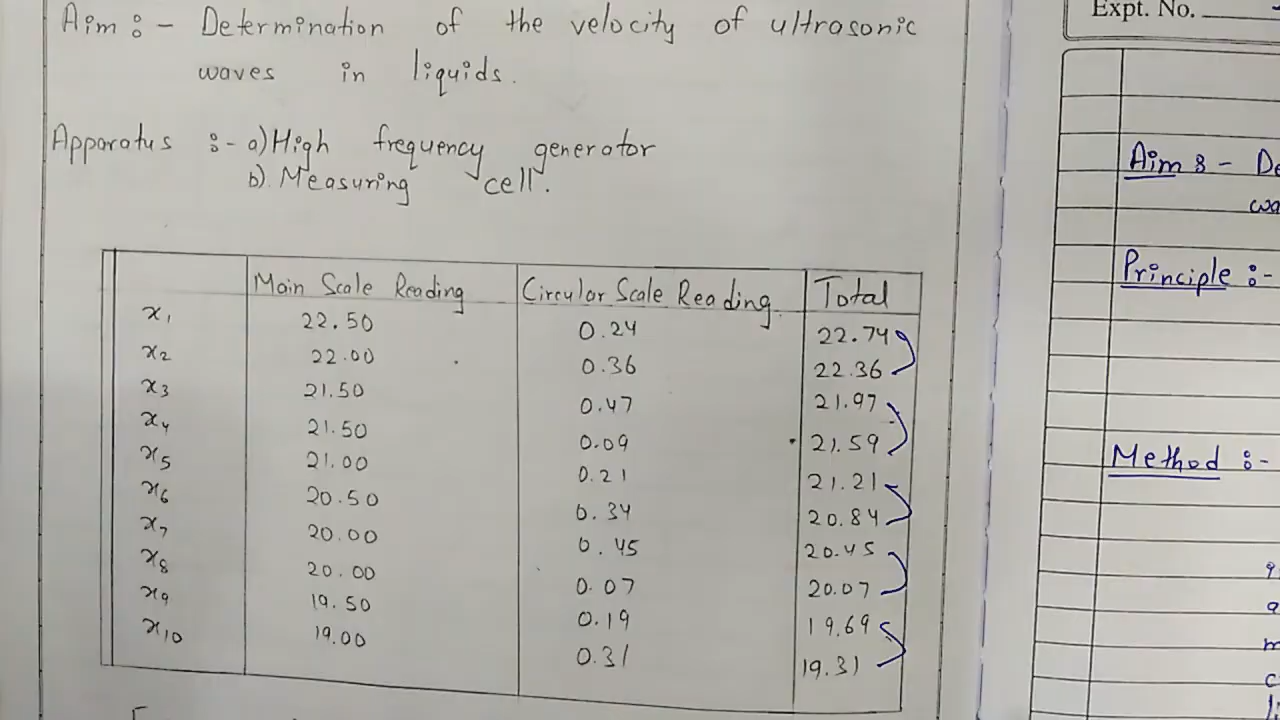 Aim :- Determination of the velocity of ultrasonic
waves in liquids.
Apparatus :- a) High frequency generator
b). Measuring cell.
Main Scale Reading Circular Scale Reading. Total
x1 22.50 0.24 22.74
x2 22.00 0.36 22.36
x3 21.50 0.47 21.97
x4 21.50 0.09 21.59
x5 21.00 0.21 21.21
x6 20.50 0.34 20.84
x7 20.00 0.45 20.45
x8 20.00 0.07 20.07
x9 19.50 0.19 19.69
x10 19.00 0.31 19.31
Expt. No.
Aim :- De
wa
Principle :-
Method :-